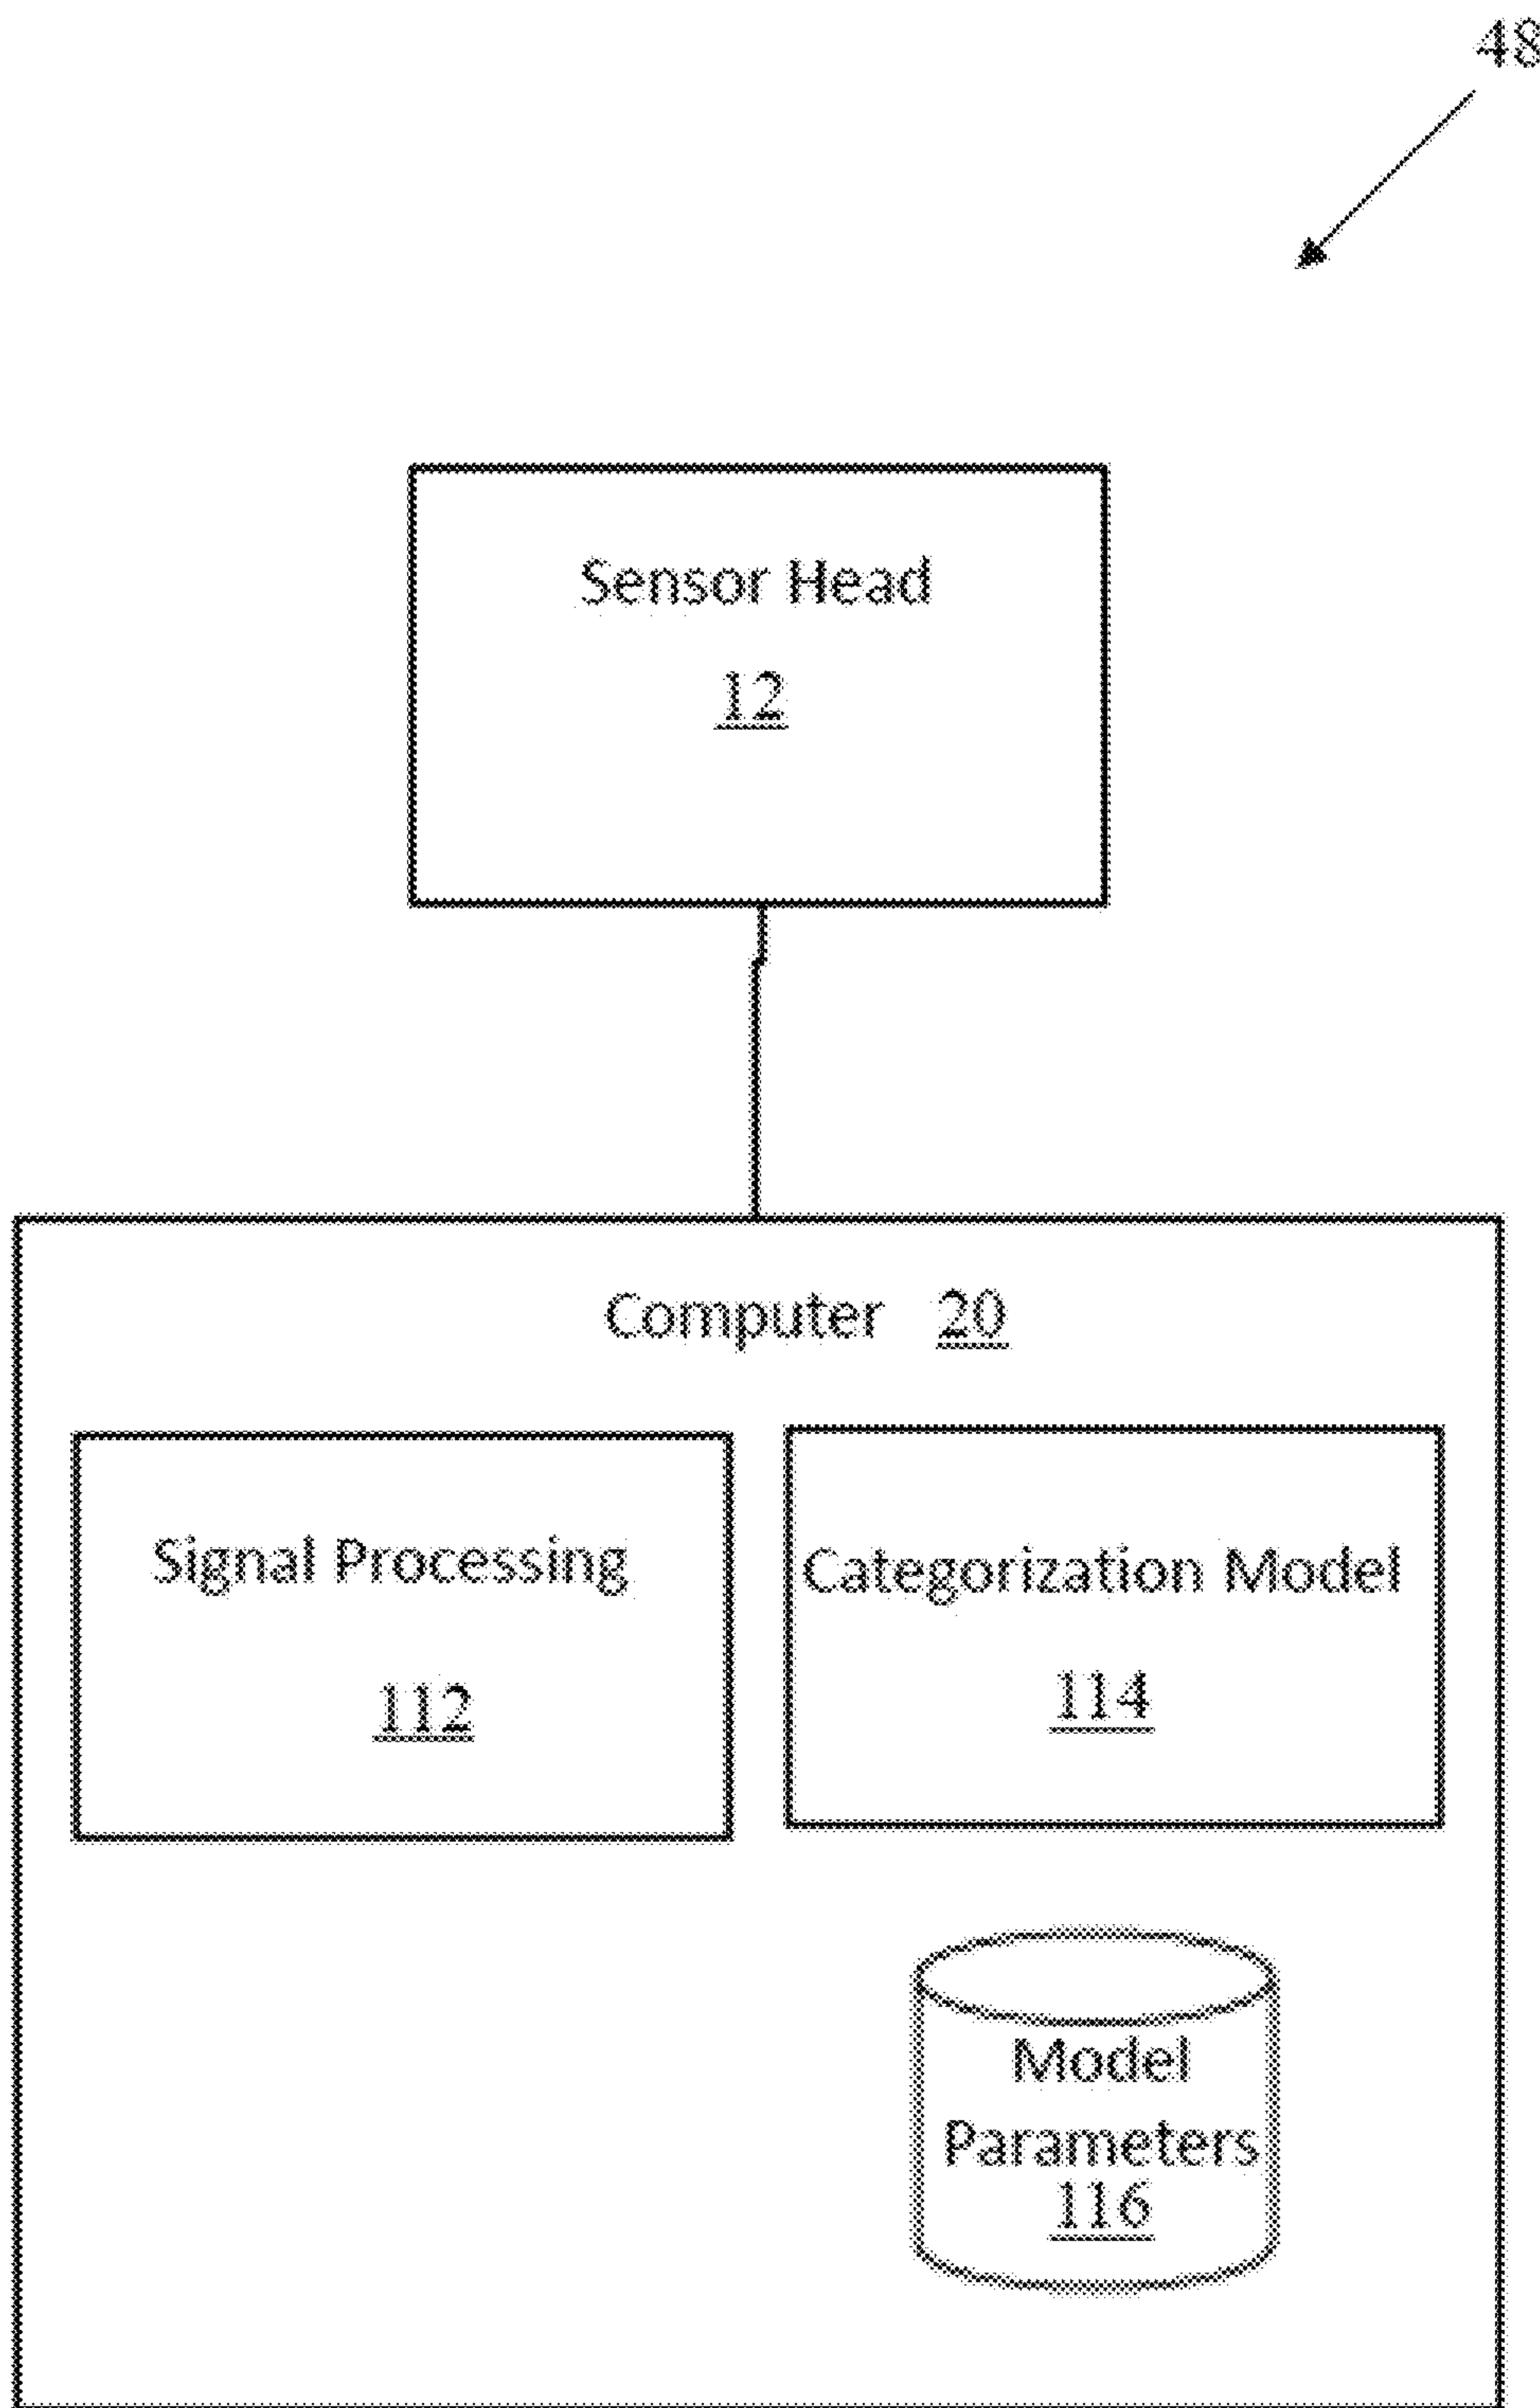 48
Sensor Head
12
Computer 20
Signal Processing
112
Categorization Model
114
Model
Parameters
116